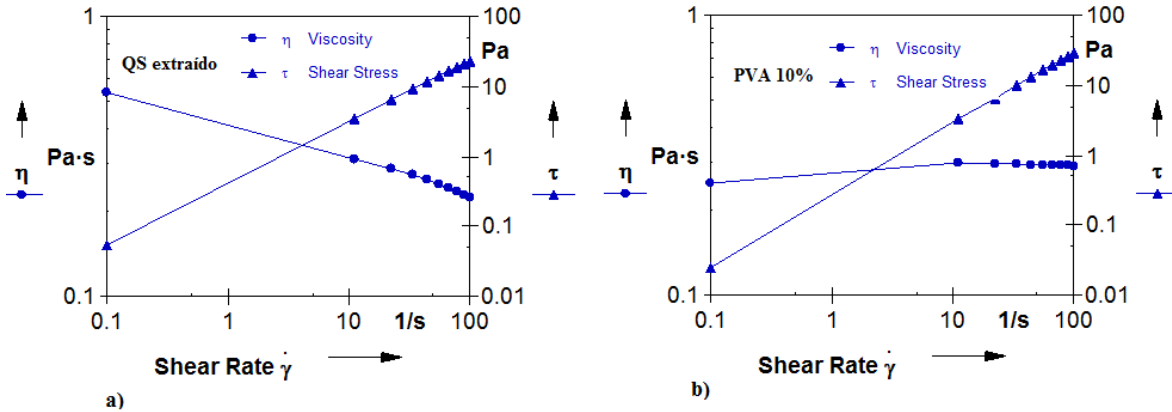 1
100
Pa
QS extraído
η Viscosity
τ Shear Stress
10
η
Pa·s
1
τ
0.1
0.1
0.01
0.1
1
10
1/s
100
Shear Rate γ̇
a)
1
100
Pa
PVA 10%
η Viscosity
τ Shear Stress
10
η
Pa·s
1
τ
0.1
0.1
0.01
0.1
1
10
1/s
100
Shear Rate γ̇
b)